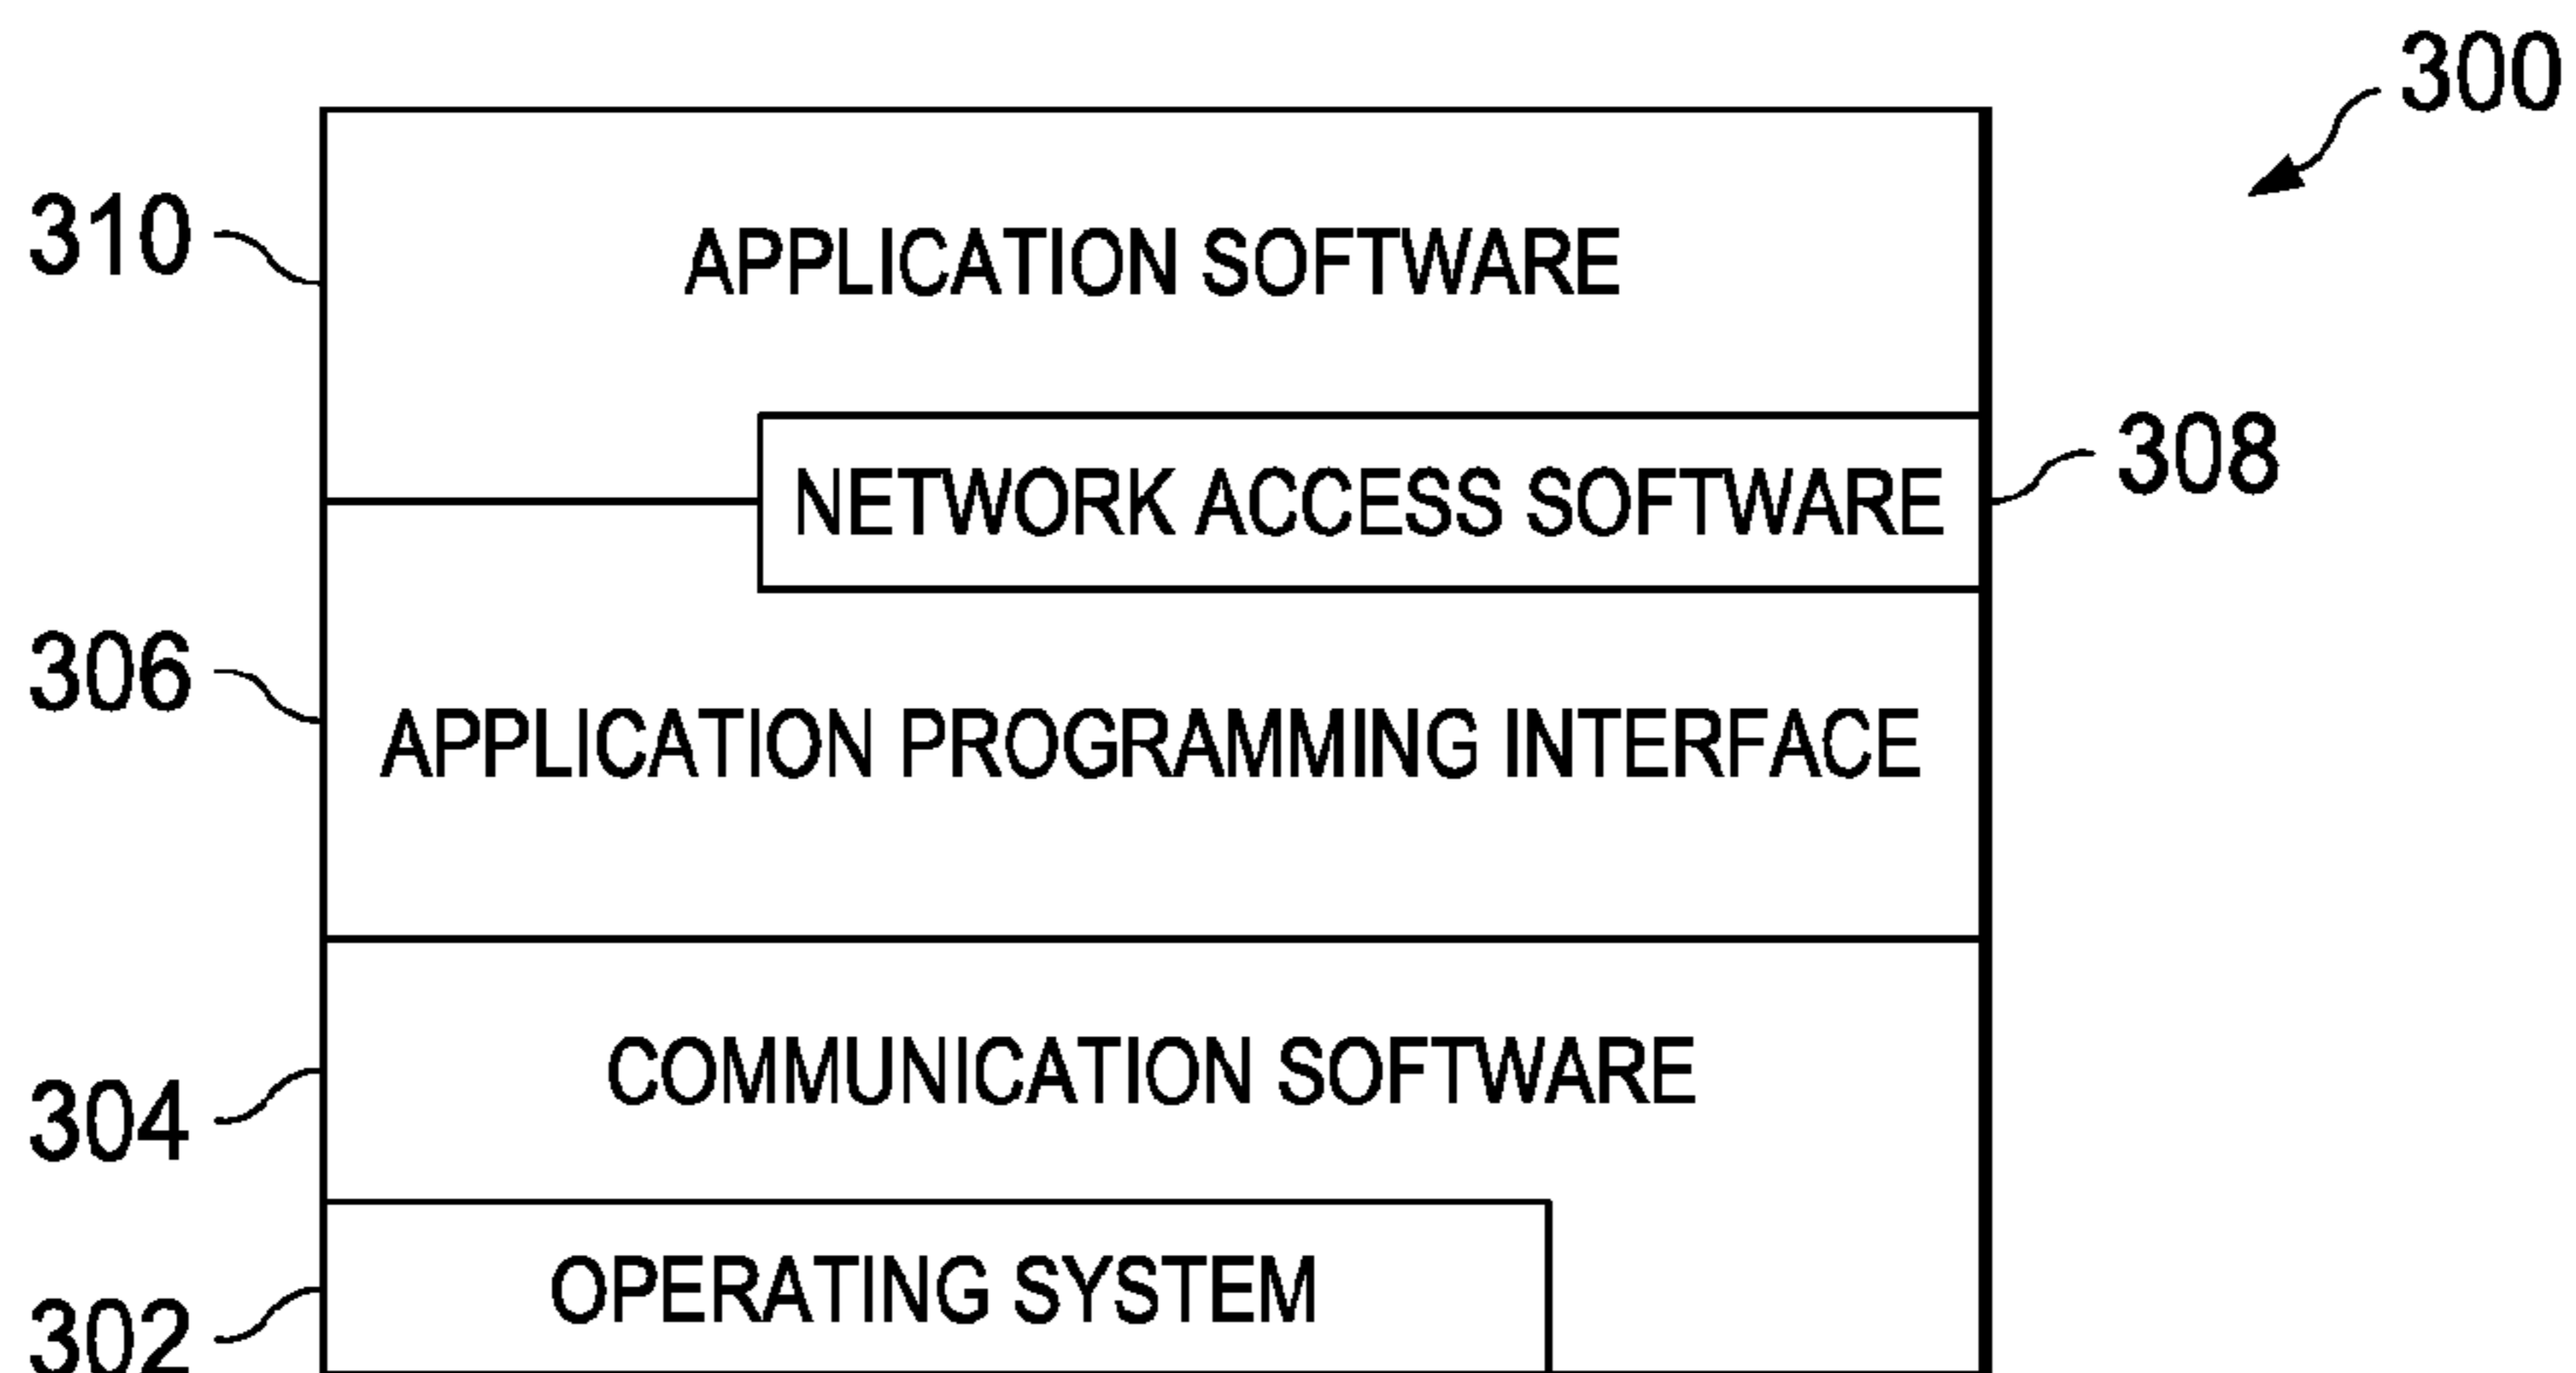 300
310
APPLICATION SOFTWARE
308
NETWORK ACCESS SOFTWARE
306
APPLICATION PROGRAMMING INTERFACE
304
COMMUNICATION SOFTWARE
302
OPERATING SYSTEM